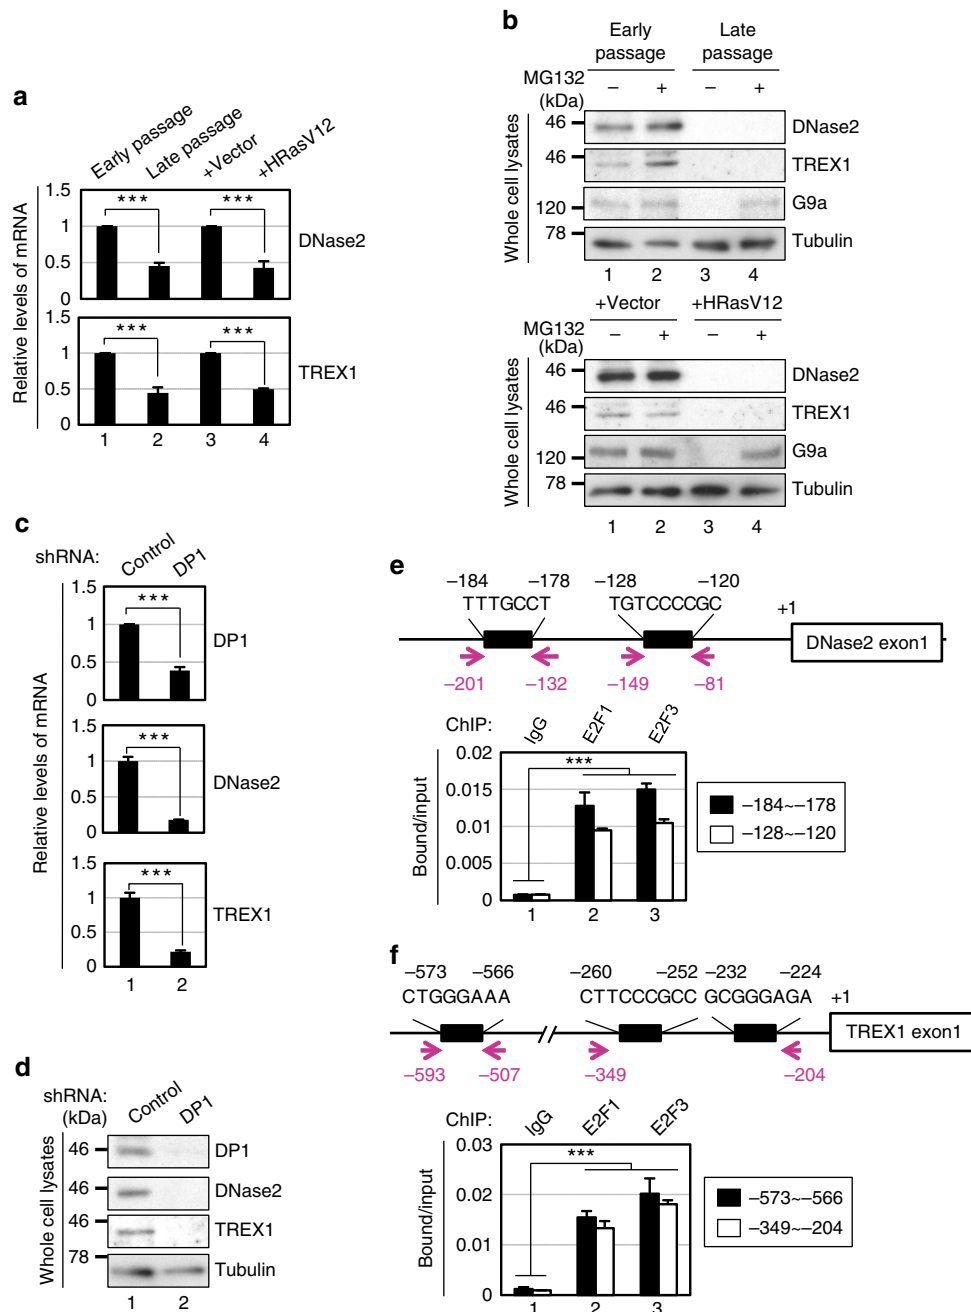 a
Early passage
Late passage
+Vector
+HRasV12
Relative levels of mRNA
1.5
1
0.5
0
***
***
DNase2
1.5
1
0.5
0
***
***
TREX1
1 2 3 4
b
Early passage
Late passage
MG132 – + – +
(kDa)
Whole cell lysates
46
DNase2
46
TREX1
120
G9a
78
Tubulin
1 2 3 4
+Vector
+HRasV12
MG132 – + – +
(kDa)
Whole cell lysates
46
DNase2
46
TREX1
120
G9a
78
Tubulin
1 2 3 4
c
shRNA: Control DP1
Relative levels of mRNA
1.5
1
0.5
0
***
DP1
1.5
1
0.5
0
***
DNase2
1.5
1
0.5
0
***
TREX1
1 2
d
shRNA: Control DP1
(kDa)
Whole cell lysates
46
DP1
46
DNase2
46
TREX1
78
Tubulin
1 2
e
–184 –178 –128 –120
TTTGCCT TGTCCCCGC
+1
DNase2 exon1
–201 –132 –149 –81
ChIP: IgG E2F1 E2F3
Bound/input
0.02
0.015
0.01
0.005
0
***
1 2 3
–184~–178
–128~–120
f
–573 –566 –260 –252 –232 –224
CTGGGAAA CTTCCCGCC GCGGGAGA
+1
TREX1 exon1
–593 –507 –349 –204
ChIP: IgG E2F1 E2F3
Bound/input
0.03
0.02
0.01
0
***
1 2 3
–573~–566
–349~–204